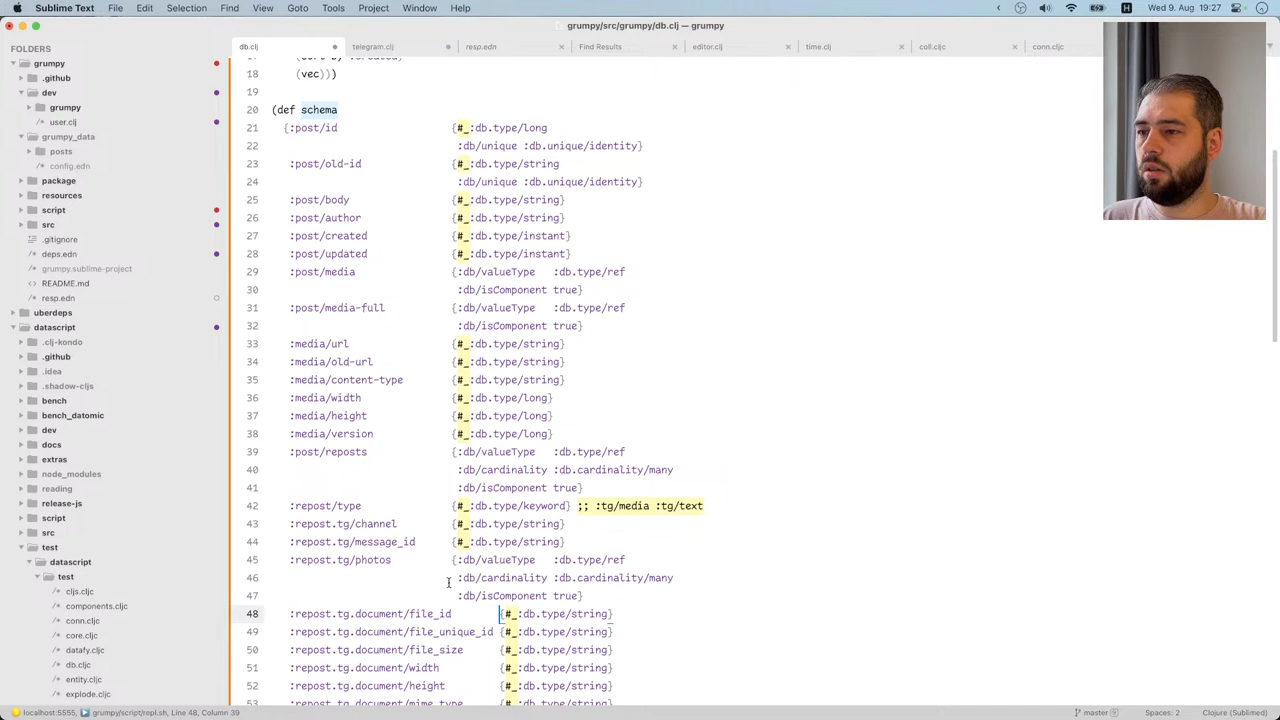 Sublime Text File Edit Selection Find View Goto Tools Project Window Help
Wed 9. Aug 19:27
grumpy/src/grumpy/db.clj — grumpy
FOLDERS
grumpy
.github
dev
grumpy
user.clj
grumpy_data
posts
config.edn
package
resources
script
src
.gitignore
deps.edn
grumpy.sublime-project
README.md
resp.edn
uberdeps
datascript
.clj-kondo
.github
.idea
.shadow-cljs
bench
bench_datomic
dev
docs
extras
node_modules
reading
release-js
script
src
test
datascript
test
cljs.cljc
components.cljc
conn.cljc
core.cljc
datafy.cljc
db.cljc
entity.cljc
explode.cljc
db.clj telegram.clj resp.edn Find Results editor.clj time.clj coll.cljc conn.cljc
18 (vec)))
19
20 (def schema
21 {:post/id {#_:db.type/long
22 :db/unique :db.unique/identity}
23 :post/old-id {#_:db.type/string
24 :db/unique :db.unique/identity}
25 :post/body {#_:db.type/string}
26 :post/author {#_:db.type/string}
27 :post/created {#_:db.type/instant}
28 :post/updated {#_:db.type/instant}
29 :post/media {:db/valueType :db.type/ref
30 :db/isComponent true}
31 :post/media-full {:db/valueType :db.type/ref
32 :db/isComponent true}
33 :media/url {#_:db.type/string}
34 :media/old-url {#_:db.type/string}
35 :media/content-type {#_:db.type/string}
36 :media/width {#_:db.type/long}
37 :media/height {#_:db.type/long}
38 :media/version {#_:db.type/long}
39 :post/reposts {:db/valueType :db.type/ref
40 :db/cardinality :db.cardinality/many
41 :db/isComponent true}
42 :repost/type {#_:db.type/keyword} ;; :tg/media :tg/text
43 :repost.tg/channel {#_:db.type/string}
44 :repost.tg/message_id {#_:db.type/string}
45 :repost.tg/photos {:db/valueType :db.type/ref
46 :db/cardinality :db.cardinality/many
47 :db/isComponent true}
48 :repost.tg.document/file_id {#_:db.type/string}
49 :repost.tg.document/file_unique_id {#_:db.type/string}
50 :repost.tg.document/file_size {#_:db.type/string}
51 :repost.tg.document/width {#_:db.type/string}
52 :repost.tg.document/height {#_:db.type/string}
53 :repost.tg.document/mime_type {#_:db.type/string}
localhost:5555, grumpy/script/repl.sh, Line 48, Column 39
master 5 Spaces: 2 Clojure (Sublimed)